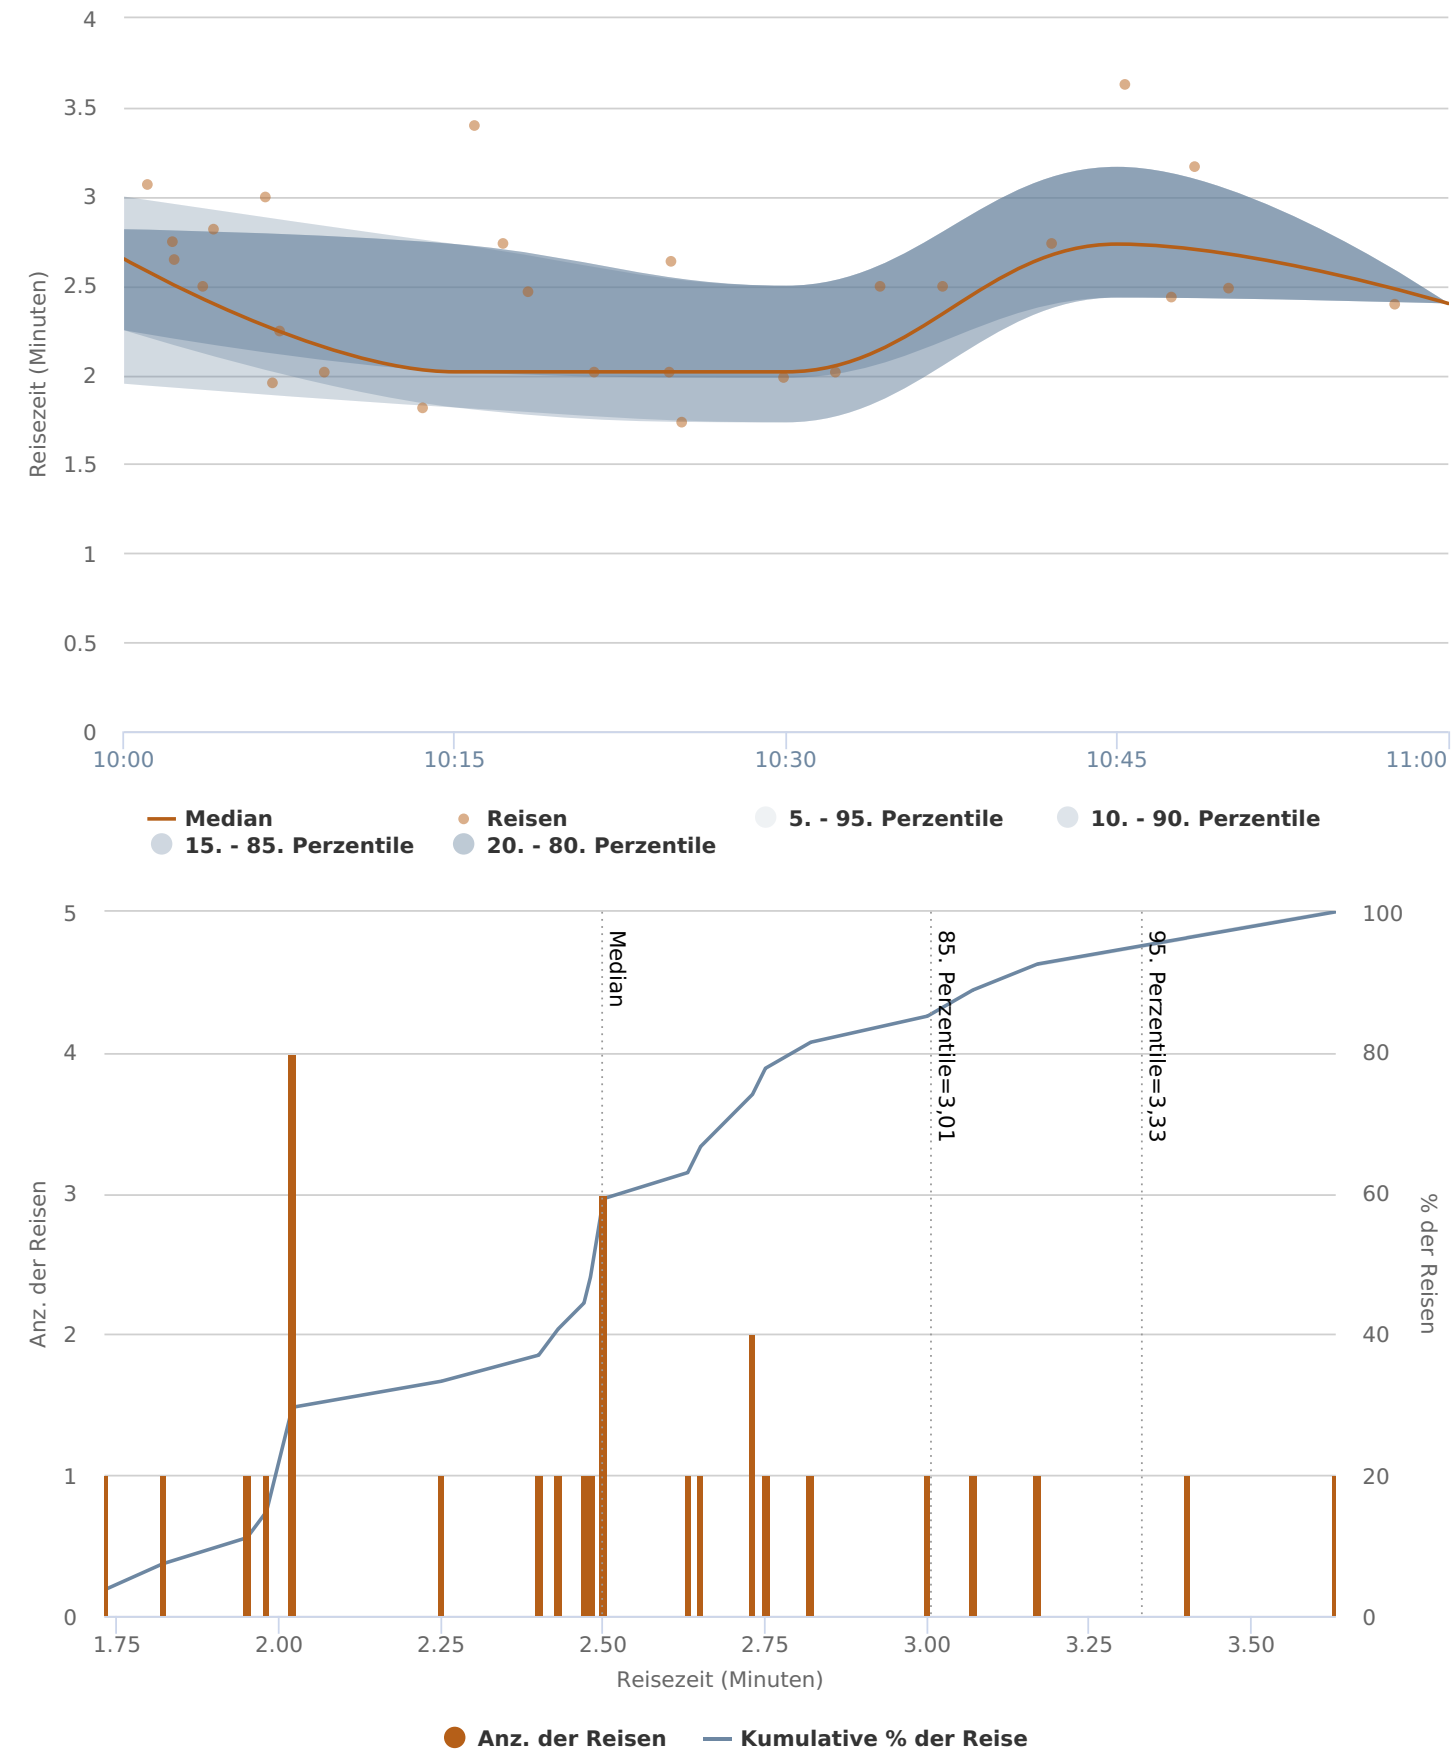 4
3.5
3
2.5
2
1.5
1
0.5
0
Reisezeit (Minuten)
10:00 10:15 10:30 10:45 11:00
Median Reisen 5. - 95. Perzentile 10. - 90. Perzentile
15. - 85. Perzentile 20. - 80. Perzentile
5 100
4 80
3 60
2 40
1 20
0 0
Anz. der Reisen
% der Reisen
Median
85. Perzentile=3,01
95. Perzentile=3,33
1.75 2.00 2.25 2.50 2.75 3.00 3.25 3.50
Reisezeit (Minuten)
Anz. der Reisen Kumulative % der Reise